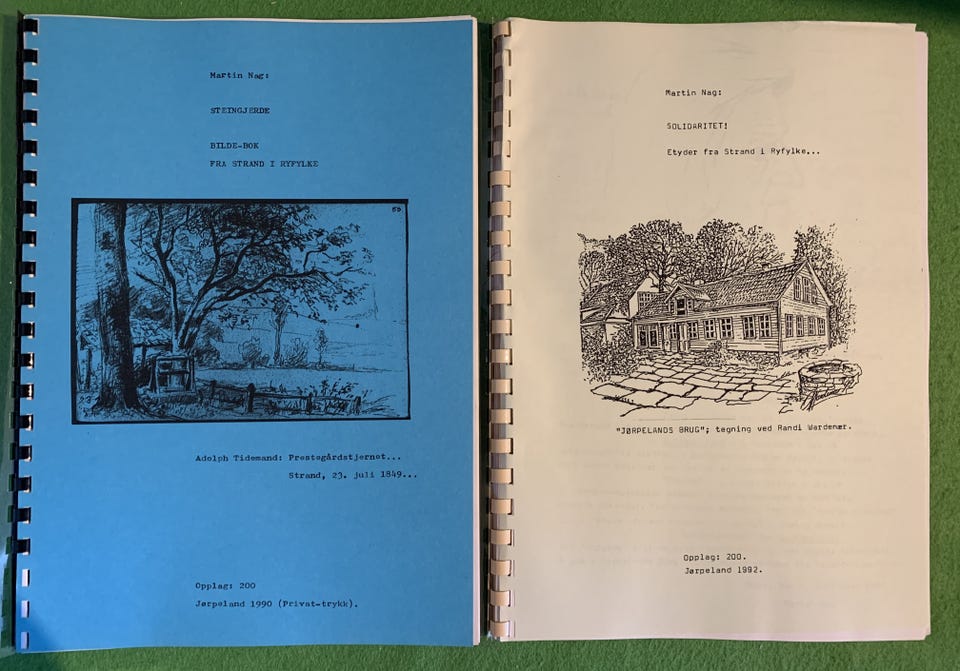 Martin Nag:
STEINGJERDE
BILDE-BOK
FRA STRAND I RYFYLKE
50
Adolph Tidemand: Prestegårdstjernet...
Strand, 23. juli 1849...
Opplag: 200
Jørpeland 1990 (Privat-trykk).
Martin Nag:
SOLIDARITET!
Etyder fra Strand i Ryfylke...
"JØRPELANDS BRUG"; tegning ved Randi Wardenær.
Opplag: 200.
Jørpeland 1992.